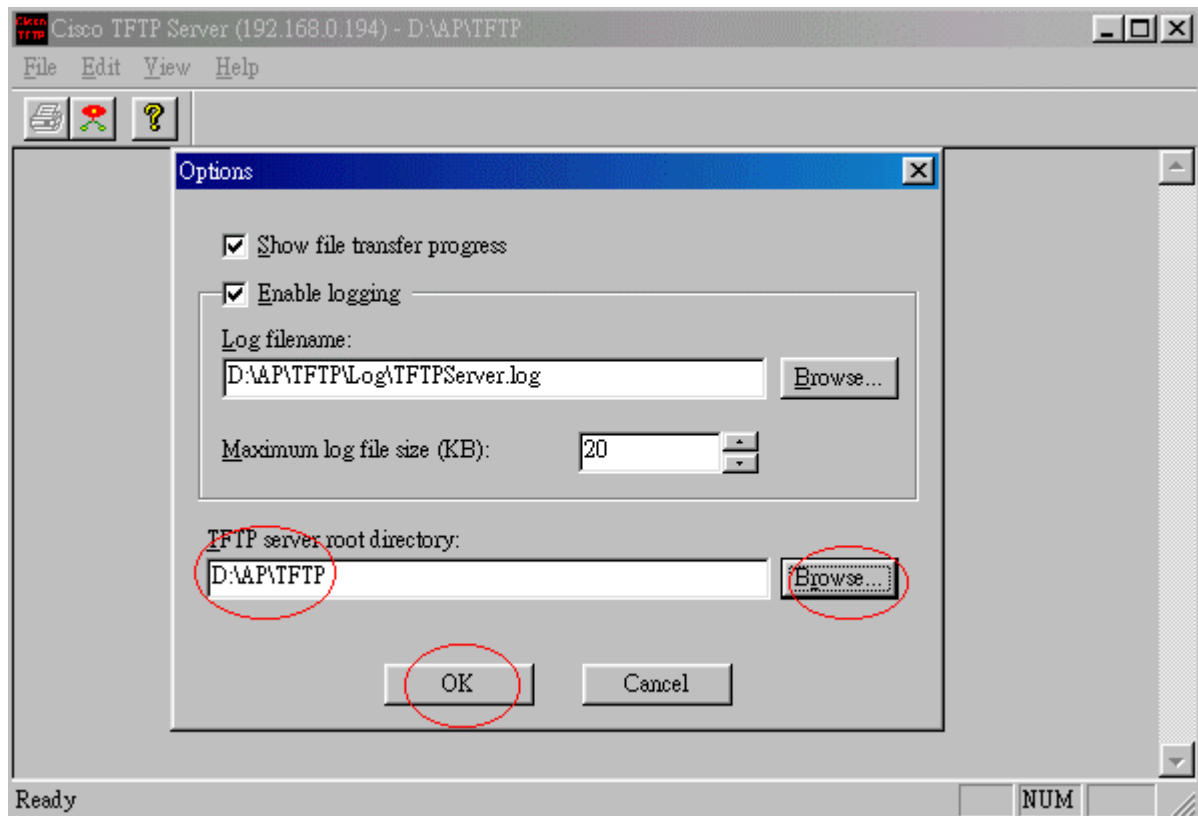 Cisco TFTP
Cisco TFTP Server (192.168.0.194) - D:\AP\TFTP
File Edit View Help
Options
Show file transfer progress
Enable logging
Log filename:
D:\AP\TFTP\Log\TFTPServer.log
Browse...
Maximum log file size (KB):
20
TFTP server root directory:
D:\AP\TFTP
Browse...
OK
Cancel
Ready
NUM